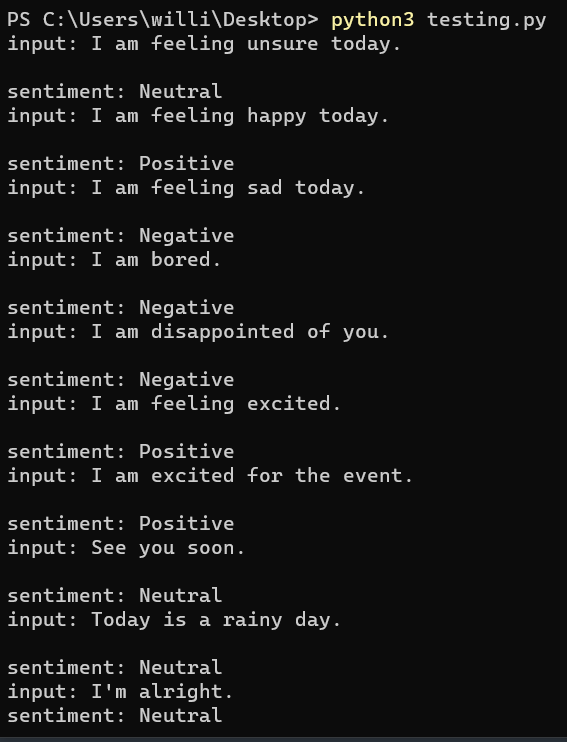 PS C:\Users\willi\Desktop> python3 testing.py
input: I am feeling unsure today.
sentiment: Neutral
input: I am feeling happy today.
sentiment: Positive
input: I am feeling sad today.
sentiment: Negative
input: I am bored.
sentiment: Negative
input: I am disappointed of you.
sentiment: Negative
input: I am feeling excited.
sentiment: Positive
input: I am excited for the event.
sentiment: Positive
input: See you soon.
sentiment: Neutral
input: Today is a rainy day.
sentiment: Neutral
input: I'm alright.
sentiment: Neutral